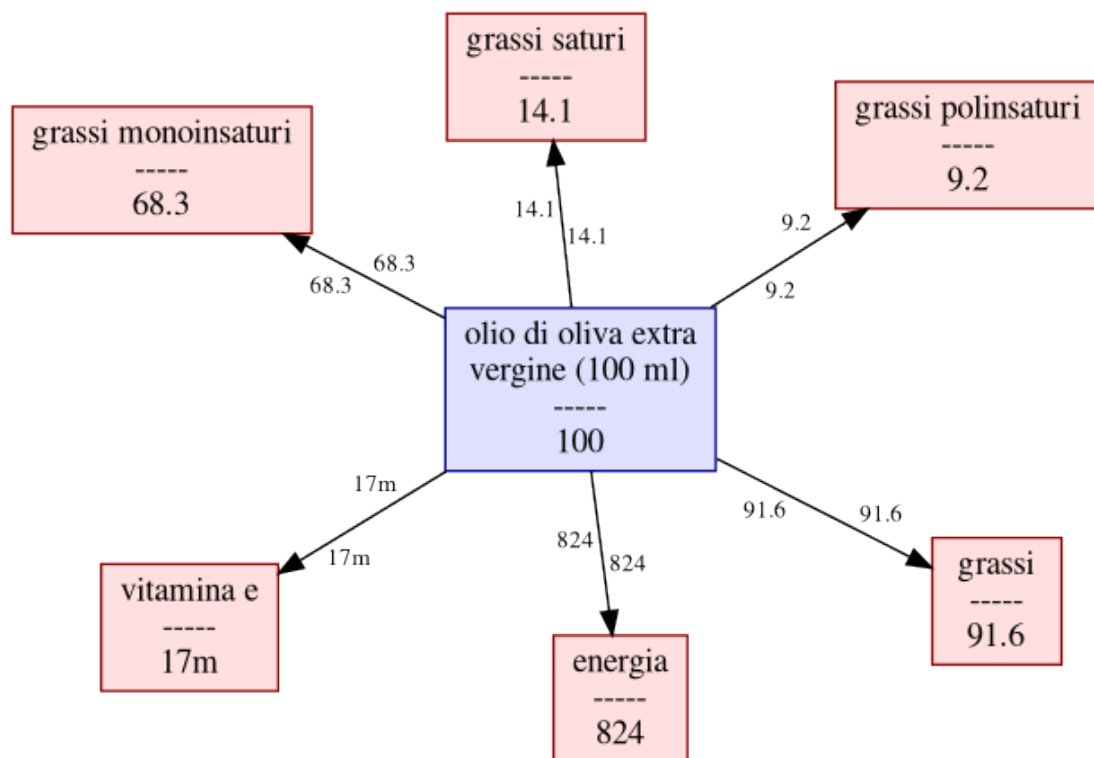 grassi saturi
-----
14.1
grassi monoinsaturi
-----
68.3
grassi polinsaturi
-----
9.2
14.1
14.1
68.3
68.3
9.2
9.2
olio di oliva extra
vergine (100 ml)
-----
100
17m
17m
824
824
91.6
91.6
vitamina e
-----
17m
energia
-----
824
grassi
-----
91.6